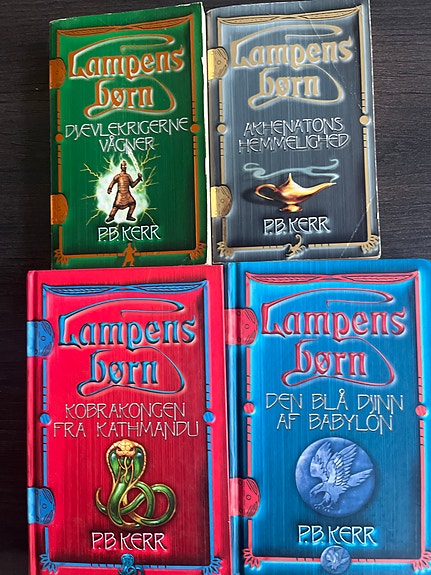 Lampens
børn
DJÆVLEKRIGERNE
VÅGNER
P.B. KERR
Lampens
børn
AKHENATONS
HEMMELIGHED
P.B. KERR
Lampens
børn
KOBRAKONGEN
FRA KATHMANDU
P.B. KERR
Lampens
børn
DEN BLÅ DJINN
AF BABYLON
P.B. KERR